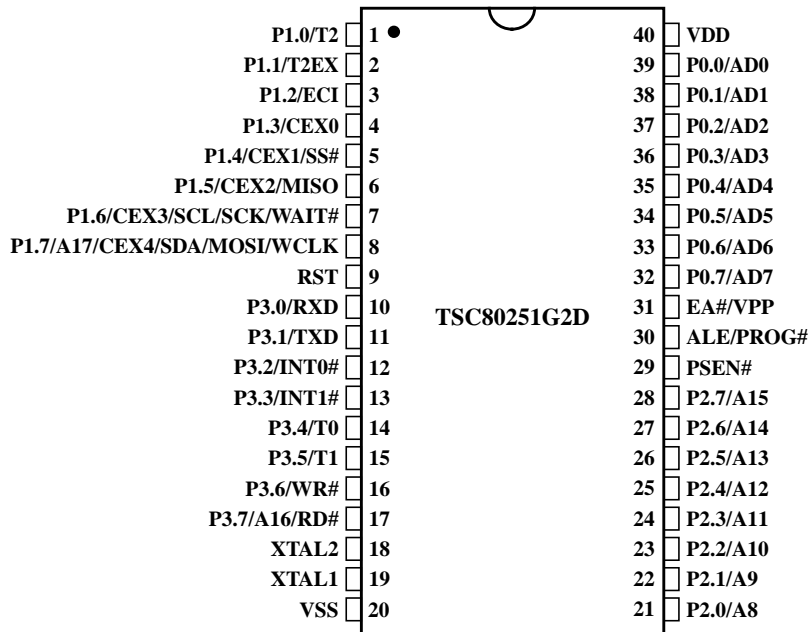 P1.0/T2 1 40 VDD
P1.1/T2EX 2 39 P0.0/AD0
P1.2/ECI 3 38 P0.1/AD1
P1.3/CEX0 4 37 P0.2/AD2
P1.4/CEX1/SS# 5 36 P0.3/AD3
P1.5/CEX2/MISO 6 35 P0.4/AD4
P1.6/CEX3/SCL/SCK/WAIT# 7 34 P0.5/AD5
P1.7/A17/CEX4/SDA/MOSI/WCLK 8 33 P0.6/AD6
RST 9 32 P0.7/AD7
P3.0/RXD 10 31 EA#/VPP
TSC80251G2D
P3.1/TXD 11 30 ALE/PROG#
P3.2/INT0# 12 29 PSEN#
P3.3/INT1# 13 28 P2.7/A15
P3.4/T0 14 27 P2.6/A14
P3.5/T1 15 26 P2.5/A13
P3.6/WR# 16 25 P2.4/A12
P3.7/A16/RD# 17 24 P2.3/A11
XTAL2 18 23 P2.2/A10
XTAL1 19 22 P2.1/A9
VSS 20 21 P2.0/A8